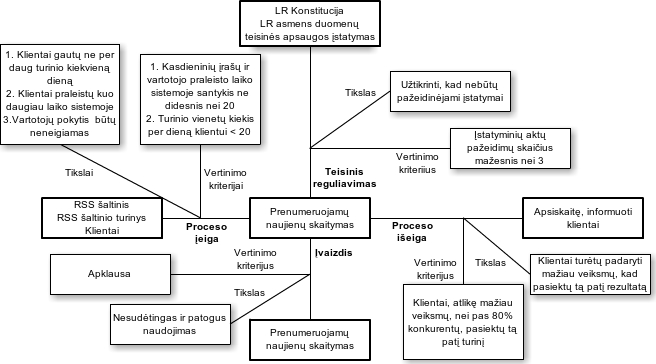 LR Konstitucija
LR asmens duomenų
teisinės apsaugos įstatymas
1. Klientai gautų ne per
daug turinio kiekvieną
dieną
2. Klientai praleistų kuo
daugiau laiko sistemoje
3.Vartotojų pokytis būtų
neneigiamas
1. Kasdieninių įrašų ir
vartotojo praleisto laiko
sistemoje santykis ne
didesnis nei 20
2. Turinio vienetų kiekis
per dieną klientui < 20
Tikslas
Užtikrinti, kad nebūtų
pažeidinėjami įstatymai
Vertinimo
kriterijus
Įstatyminių aktų
pažeidimų skaičius
mažesnis nei 3
Tikslai
Vertinimo
kriterijai
Teisinis
reguliavimas
RSS šaltinis
RSS šaltinio turinys
Klientai
Proceso
įeiga
Prenumeruojamų
naujienų skaitymas
Proceso
išeiga
Apsiskaitę, informuoti
klientai
Vertinimo
kriterijus
Įvaizdis
Apklausa
Tikslas
Nesudėtingas ir patogus
naudojimas
Prenumeruojamų
naujienų skaitymas
Vertinimo
kriterijus
Tikslas
Klientai turėtų padaryti
mažiau veiksmų, kad
pasiektų tą patį rezultatą
Klientai, atlikę mažiau
veiksmų, nei pas 80%
konkurentų, pasiektų tą
patį turinį